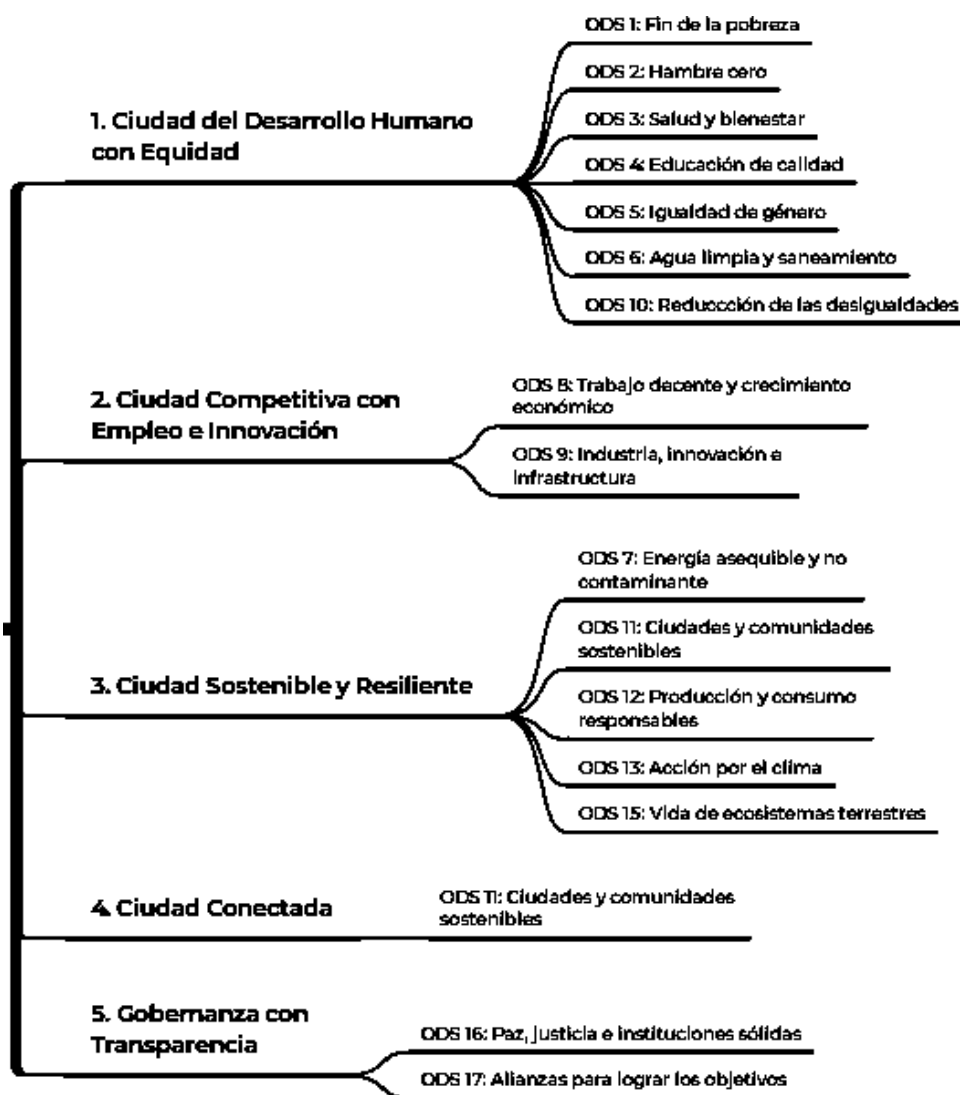 1. Ciudad del Desarrollo Humano
con Equidad
ODS 1: Fin de la pobreza
ODS 2: Hambre cero
ODS 3: Salud y bienestar
ODS 4: Educación de calidad
ODS 5: Igualdad de género
ODS 6: Agua limpia y saneamiento
ODS 10: Reduccción de las desigualdades
2. Ciudad Competitiva con
Empleo e Innovación
ODS 8: Trabajo decente y crecimiento
económico
ODS 9: Industria, innovación e
infrastructura
3. Ciudad Sostenible y Resiliente
ODS 7: Energía asequible y no
contaminante
ODS 11: Ciudades y comunidades
sostenibles
ODS 12: Producción y consumo
responsables
ODS 13: Acción por el clima
ODS 15: Vida de ecosistemas terrestres
4. Ciudad Conectada
ODS 11: Ciudades y comunidades
sostenibles
5. Gobernanza con
Transparencia
ODS 16: Paz, justicia e instituciones sólidas
ODS 17: Alianzas para lograr los objetivos